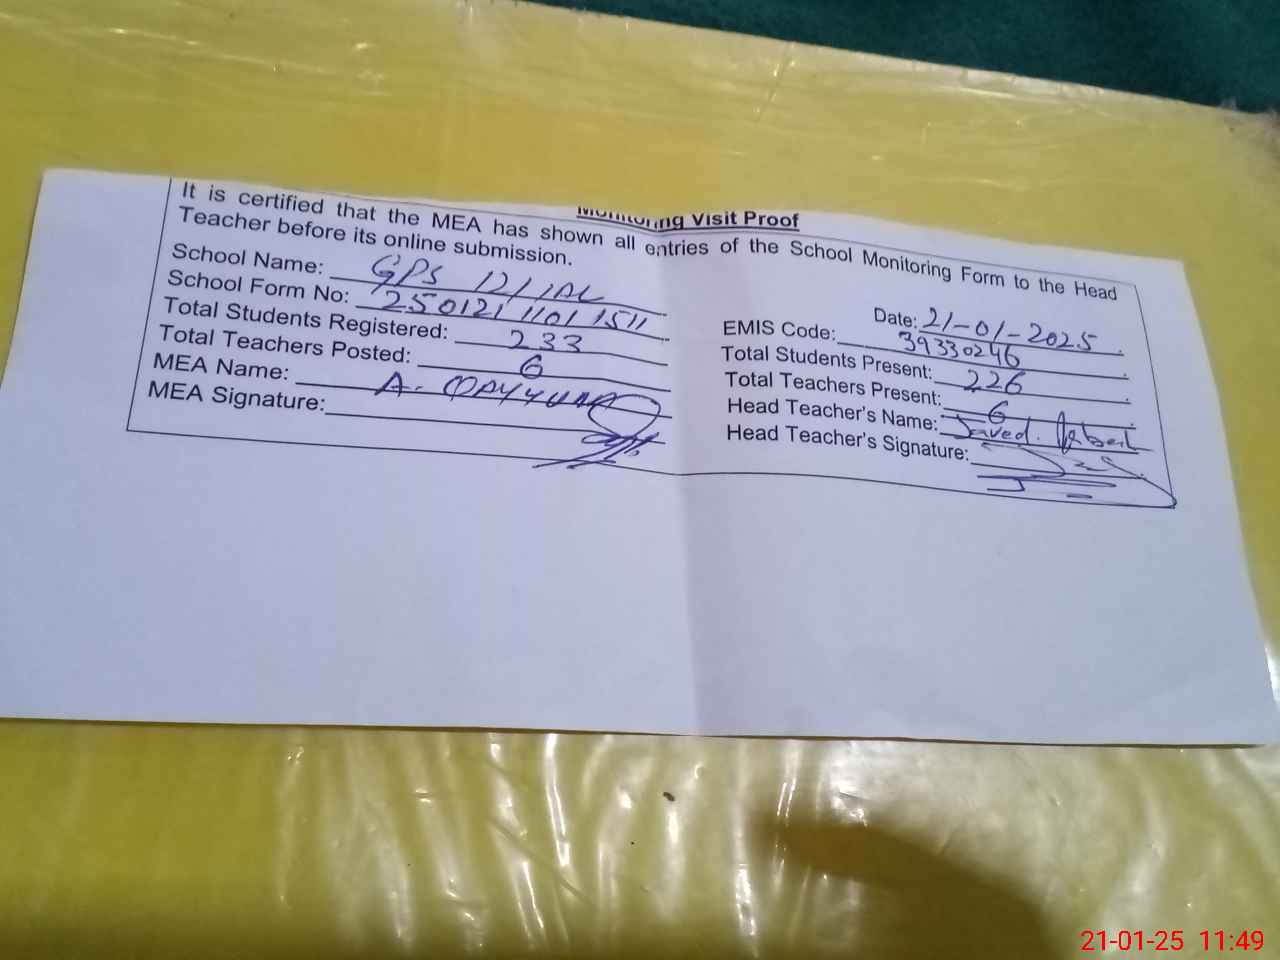 Monitoring Visit Proof
It is certified that the MEA has shown all entries of the School Monitoring Form to the Head
Teacher before its online submission.
Date: 21-01-2025
School Name: GPS 121/1AL
EMIS Code: 39330246
School Form No: 250121 1101 1511
Total Students Present: 226
Total Students Registered: 233
Total Teachers Present: 6
Total Teachers Posted: 6
Head Teacher's Name: Javed
MEA Name: A. QAYYUM
Head Teacher's Signature:
MEA Signature:
21-01-25 11:49